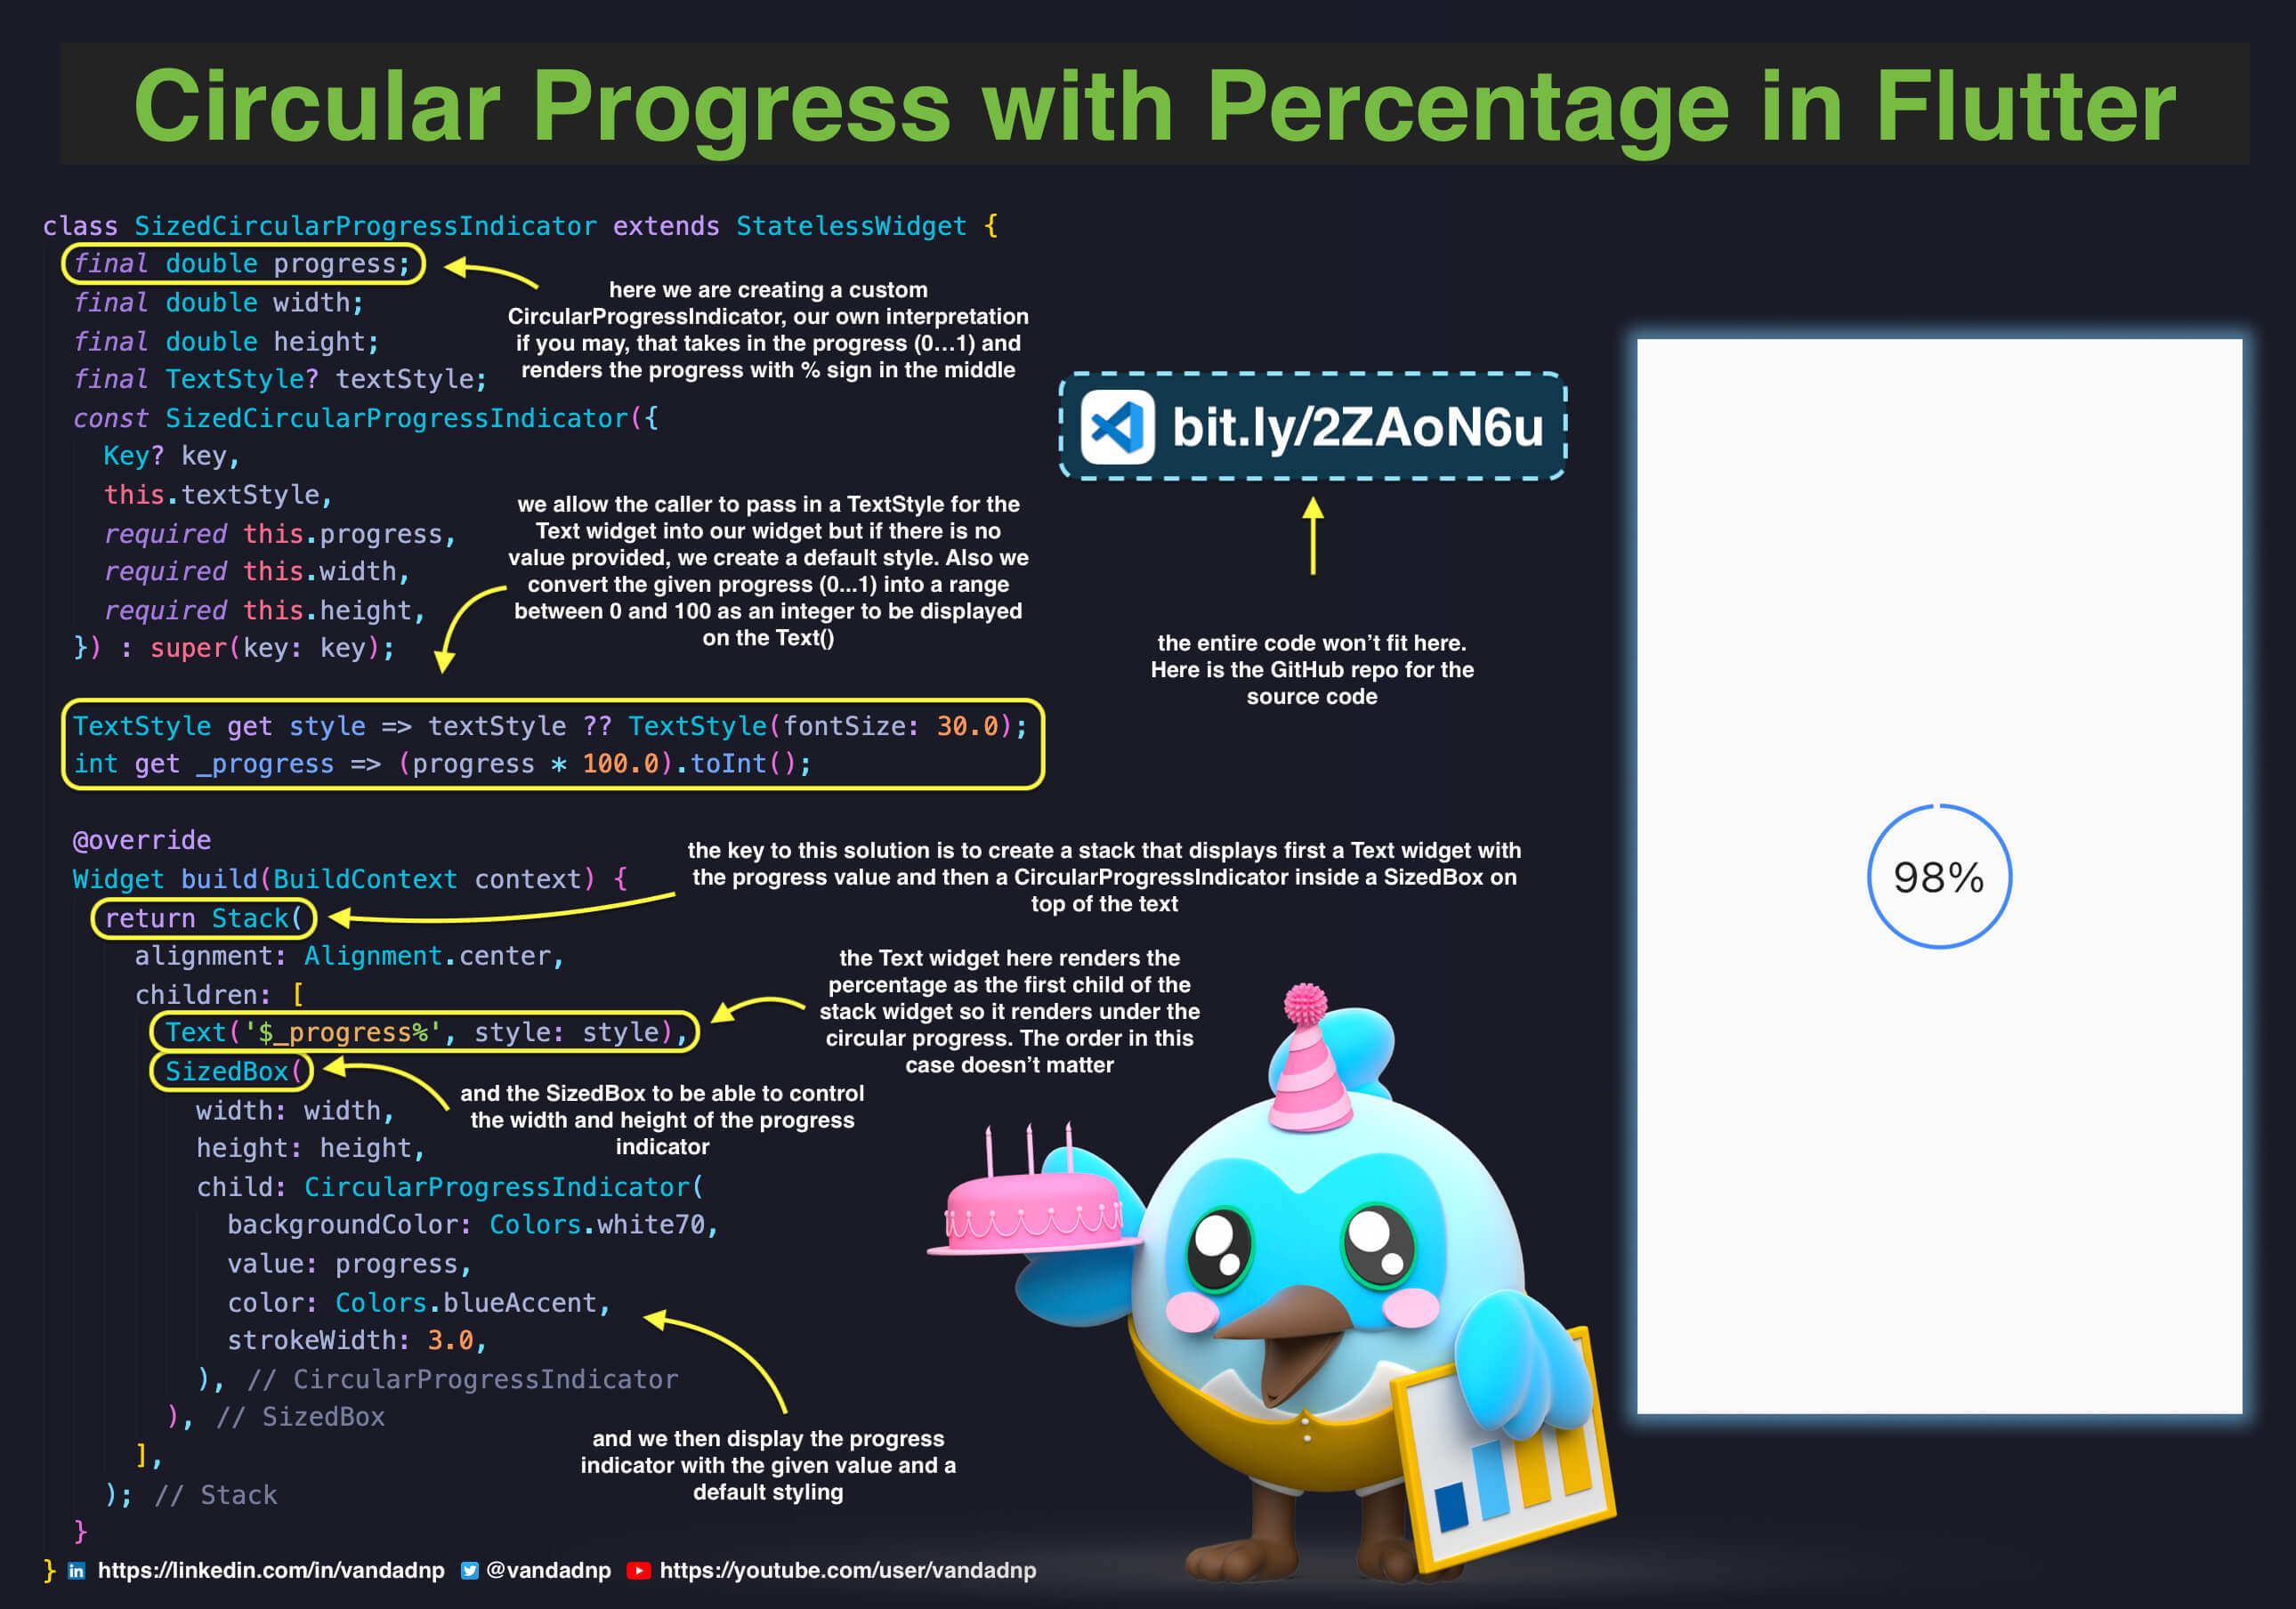 Circular Progress with Percentage in Flutter
class SizedCircularProgressIndicator extends StatelessWidget {
final double progress;
final double width;
final double height;
final TextStyle? textStyle;
const SizedCircularProgressIndicator({
Key? key,
this.textStyle,
required this.progress,
required this.width,
required this.height,
}) : super(key: key);
TextStyle get style => textStyle ?? TextStyle(fontSize: 30.0);
int get _progress => (progress * 100.0).toInt();
@override
Widget build(BuildContext context) {
return Stack(
alignment: Alignment.center,
children: [
Text('$_progress%', style: style),
SizedBox(
width: width,
height: height,
child: CircularProgressIndicator(
backgroundColor: Colors.white70,
value: progress,
color: Colors.blueAccent,
strokeWidth: 3.0,
), // CircularProgressIndicator
), // SizedBox
],
); // Stack
}
}
here we are creating a custom
CircularProgressIndicator, our own interpretation
if you may, that takes in the progress (0…1) and
renders the progress with % sign in the middle
we allow the caller to pass in a TextStyle for the
Text widget into our widget but if there is no
value provided, we create a default style. Also we
convert the given progress (0...1) into a range
between 0 and 100 as an integer to be displayed
on the Text()
bit.ly/2ZAoN6u
the entire code won’t fit here.
Here is the GitHub repo for the
source code
the key to this solution is to create a stack that displays first a Text widget with
the progress value and then a CircularProgressIndicator inside a SizedBox on
top of the text
the Text widget here renders the
percentage as the first child of the
stack widget so it renders under the
circular progress. The order in this
case doesn’t matter
and the SizedBox to be able to control
the width and height of the progress
indicator
and we then display the progress
indicator with the given value and a
default styling
98%
in https://linkedin.com/in/vandadnp @vandadnp https://youtube.com/user/vandadnp